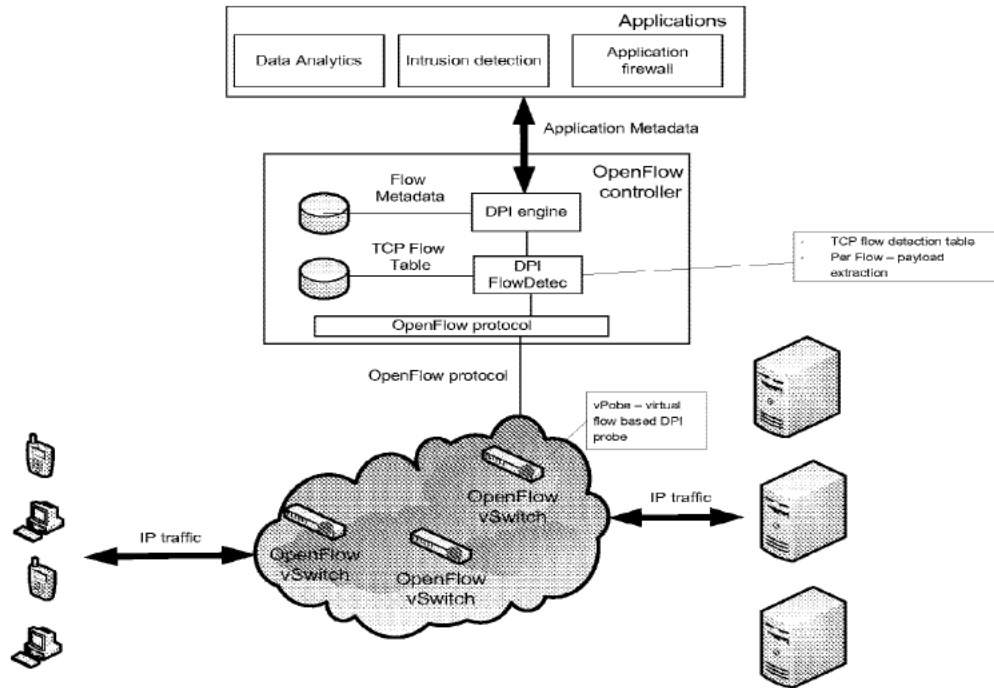 Applications
Data Analytics
Intrusion detection
Application
firewall
Application Metadata
OpenFlow
controller
Flow
Metadata
DPI engine
TCP Flow
Table
DPI
FlowDetec
OpenFlow protocol
· TCP flow detection table
· Per Flow – payload
extraction
OpenFlow protocol
vPobe – virtual
flow based DPI
probe
OpenFlow
vSwitch
IP traffic
IP traffic
OpenFlow
vSwitch
OpenFlow
vSwitch